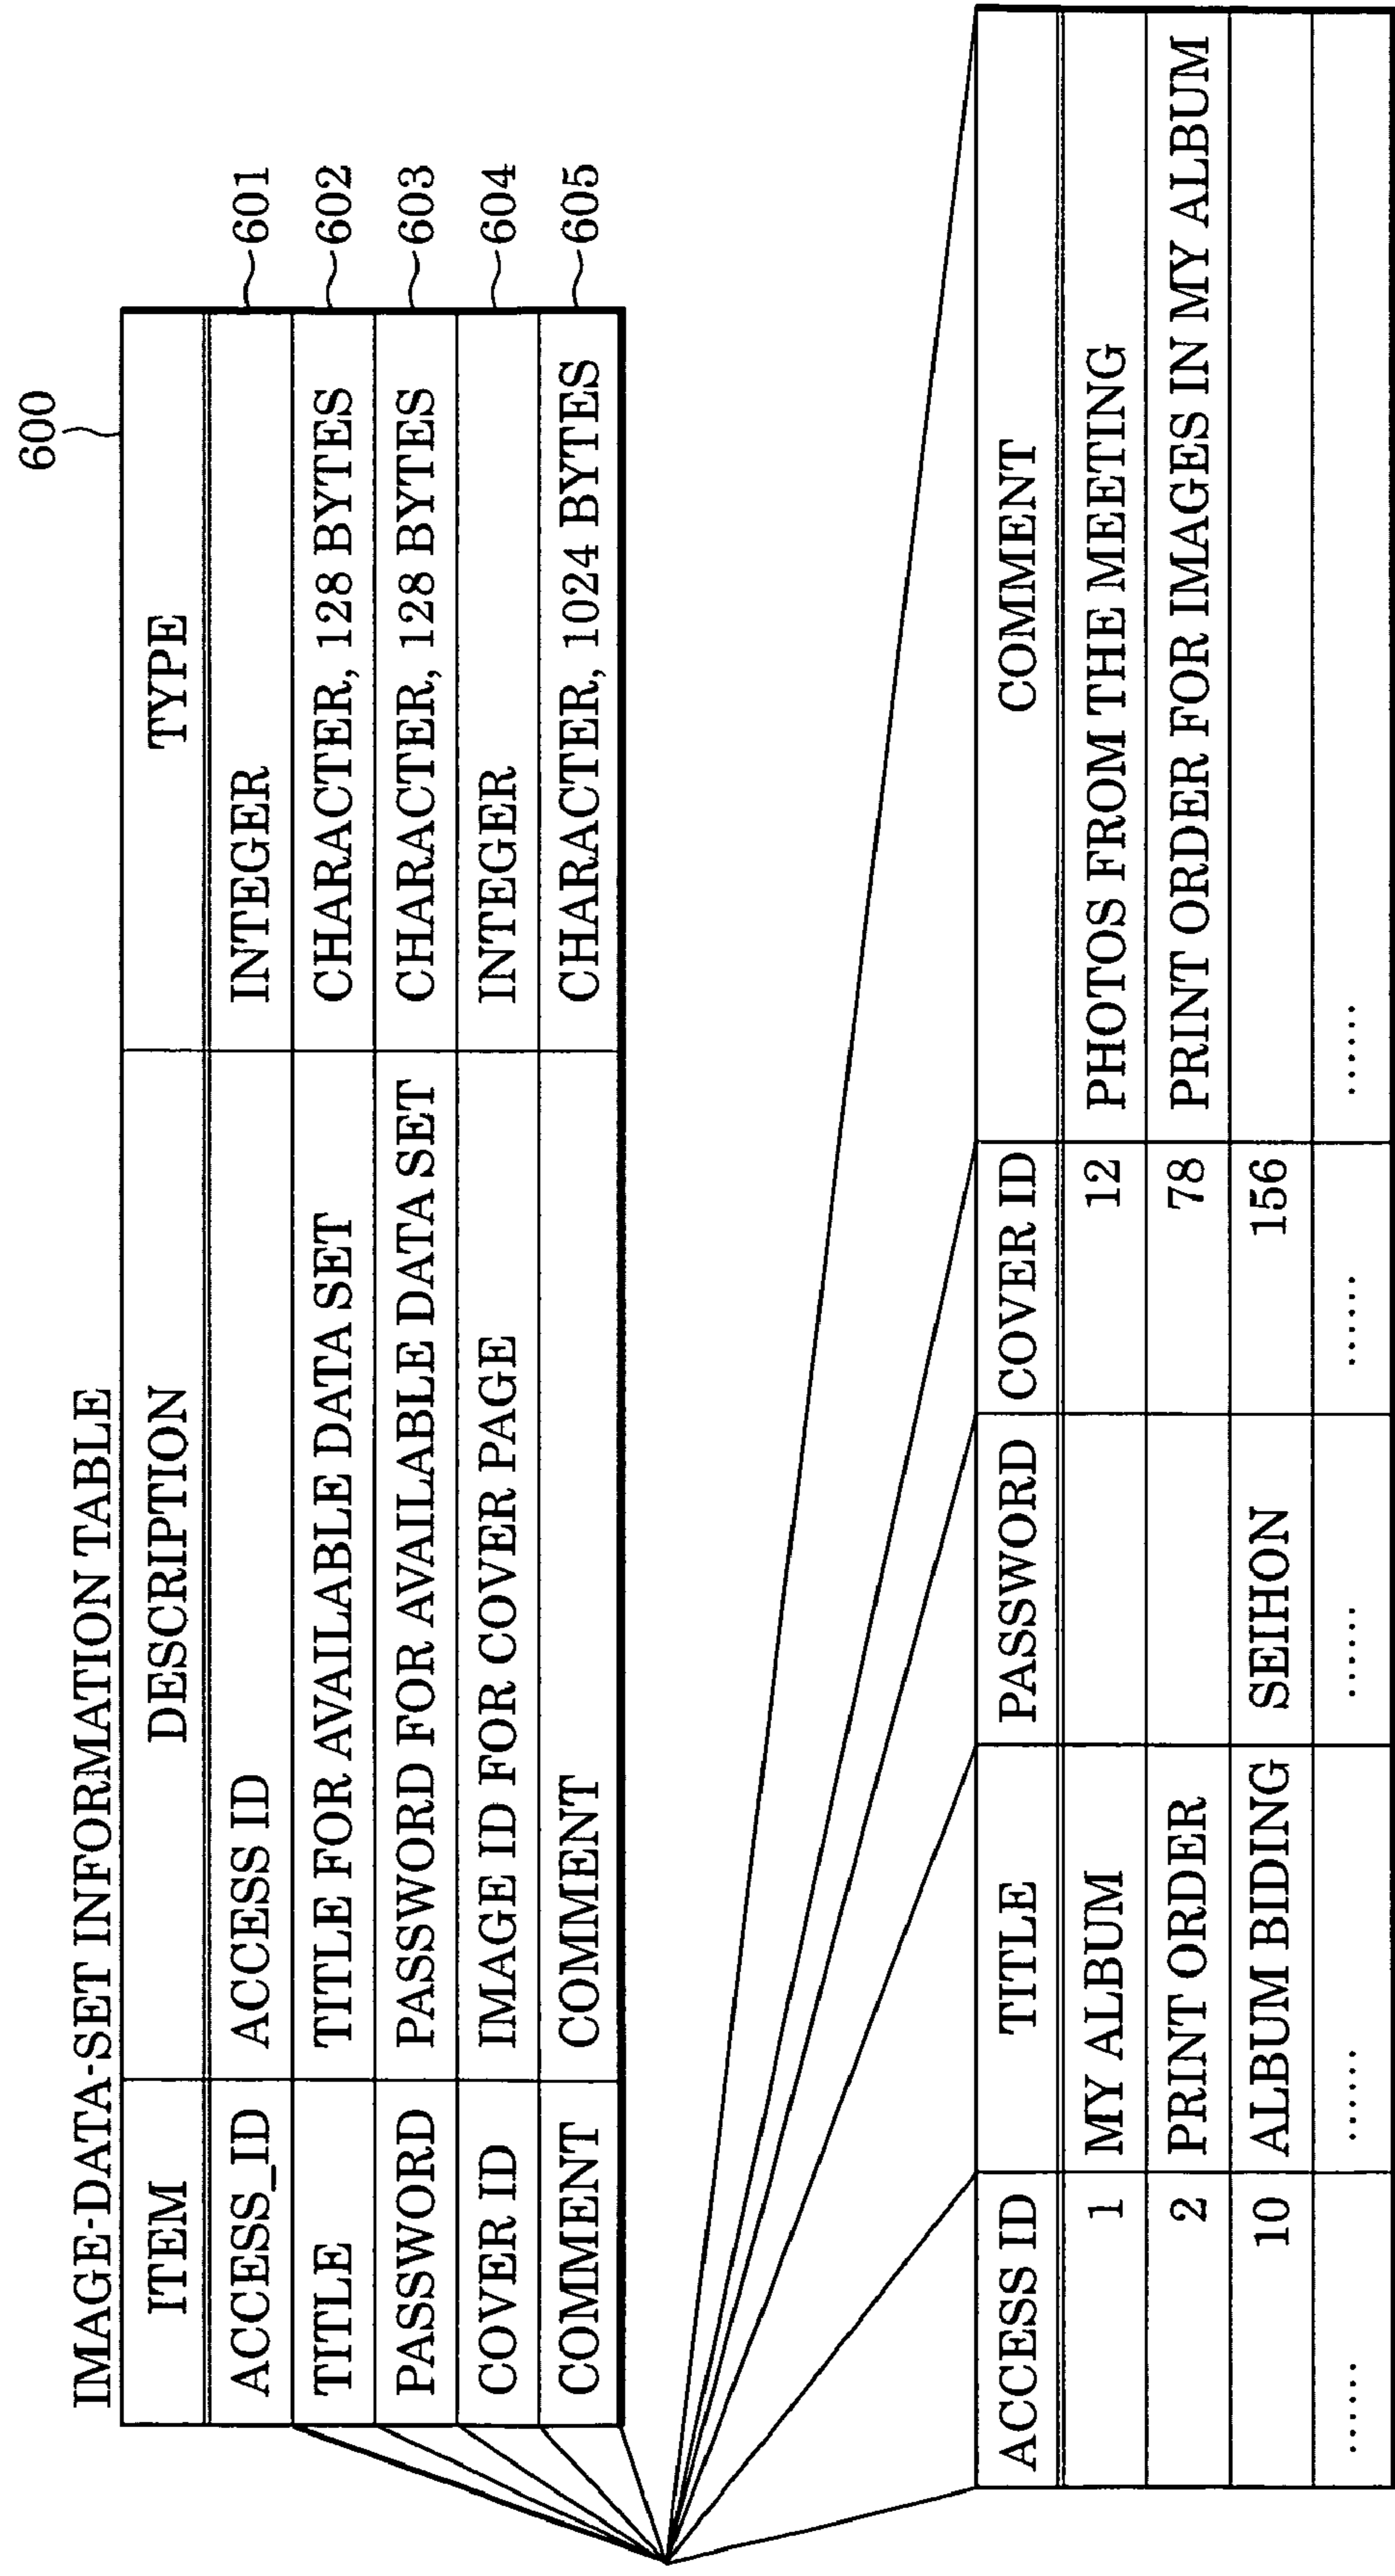 600
IMAGE-DATA-SET INFORMATION TABLE
ITEM DESCRIPTION TYPE
ACCESS_ID ACCESS ID INTEGER 601
TITLE TITLE FOR AVAILABLE DATA SET CHARACTER, 128 BYTES 602
PASSWORD PASSWORD FOR AVAILABLE DATA SET CHARACTER, 128 BYTES 603
COVER ID IMAGE ID FOR COVER PAGE INTEGER 604
COMMENT COMMENT CHARACTER, 1024 BYTES 605
ACCESS ID TITLE PASSWORD COVER ID COMMENT
1 MY ALBUM 12 PHOTOS FROM THE MEETING
2 PRINT ORDER 78 PRINT ORDER FOR IMAGES IN MY ALBUM
10 ALBUM BIDING SEIHON 156
...... ...... ...... ...... ......